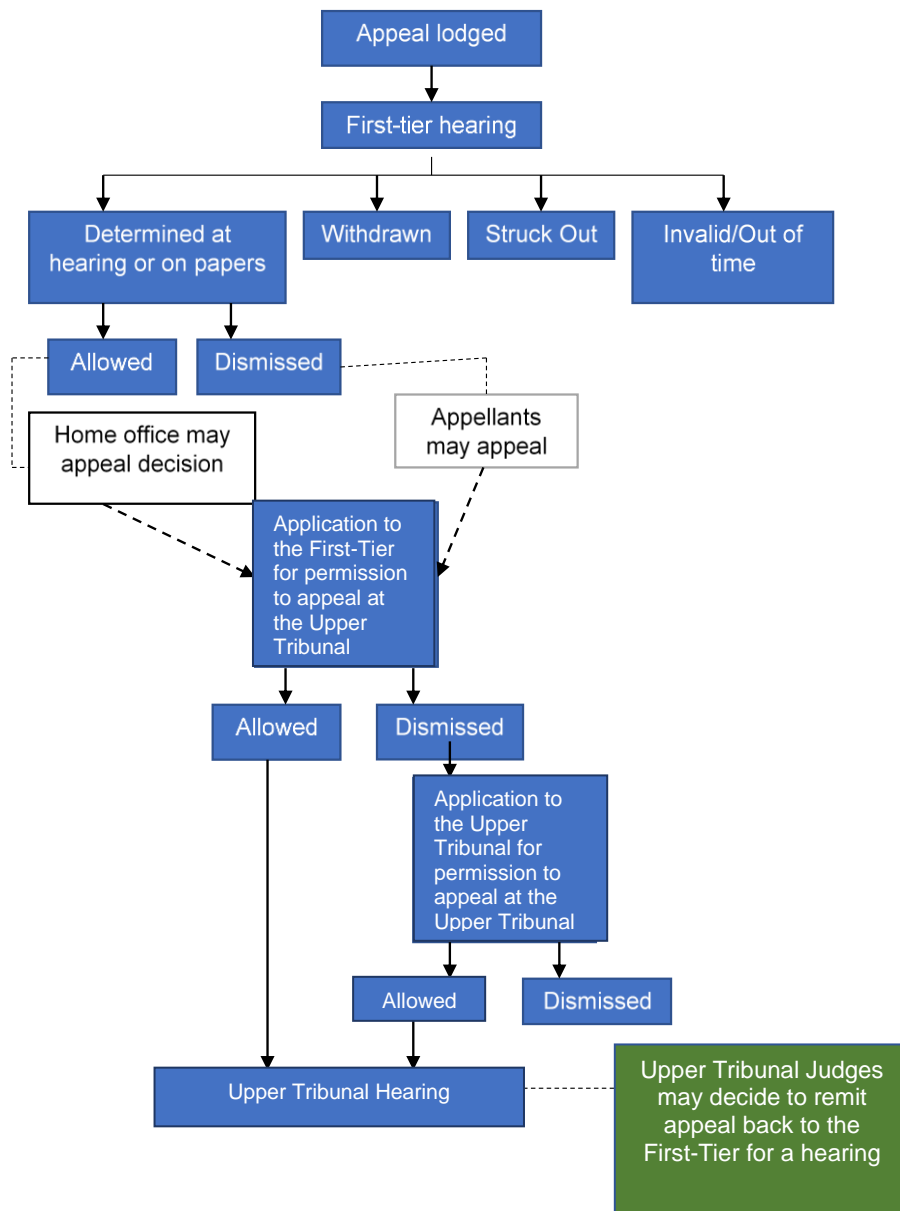 Appeal lodged
First-tier hearing
Determined at
hearing or on papers
Withdrawn
Struck Out
Invalid/Out of
time
Allowed
Dismissed
Home office may
appeal decision
Appellants
may appeal
Application to
the First-Tier
for permission
to appeal at
the Upper
Tribunal
Allowed
Dismissed
Application to
the Upper
Tribunal for
permission to
appeal at the
Upper Tribunal
Allowed
Dismissed
Upper Tribunal Hearing
Upper Tribunal Judges
may decide to remit
appeal back to the
First-Tier for a hearing